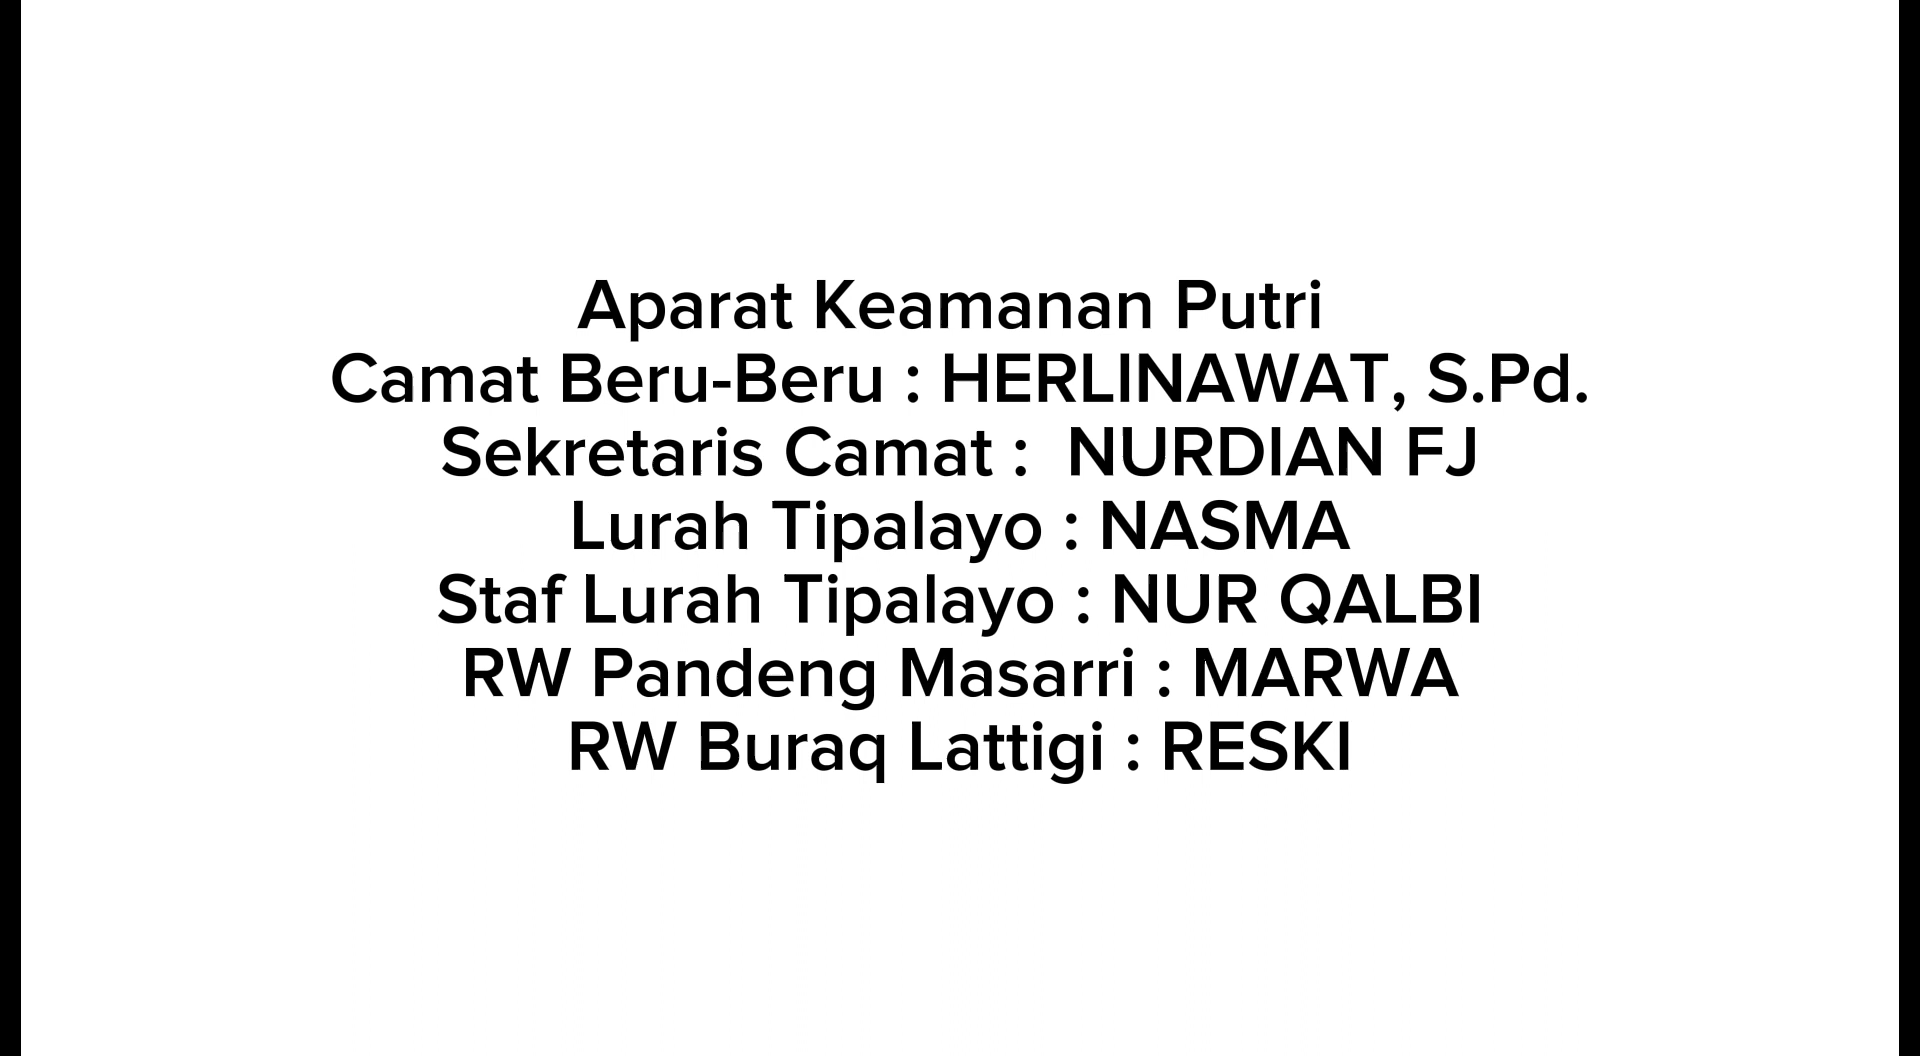 Aparat Keamanan Putri
Camat Beru-Beru : HERLINAWAT, S.Pd.
Sekretaris Camat :  NURDIAN FJ
Lurah Tipalayo : NASMA
Staf Lurah Tipalayo : NUR QALBI
RW Pandeng Masarri : MARWA
RW Buraq Lattigi : RESKI